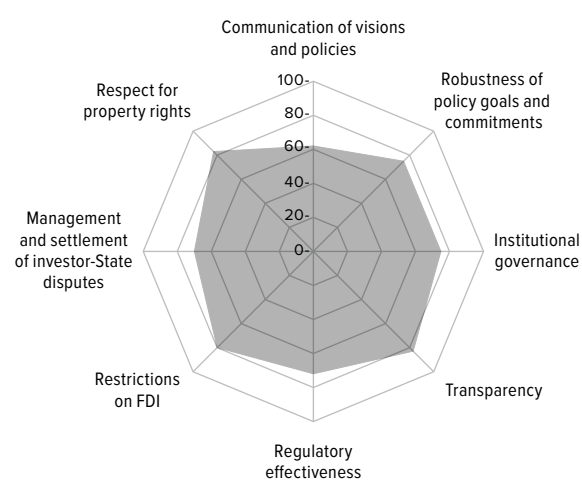 Communication of visions
and policies
Respect for
property rights
Robustness of
policy goals and
commitments
100-
80-
60-
40-
20-
0-
Management
and settlement
of investor-State
disputes
Institutional
governance
Restrictions
on FDI
Transparency
Regulatory
effectiveness